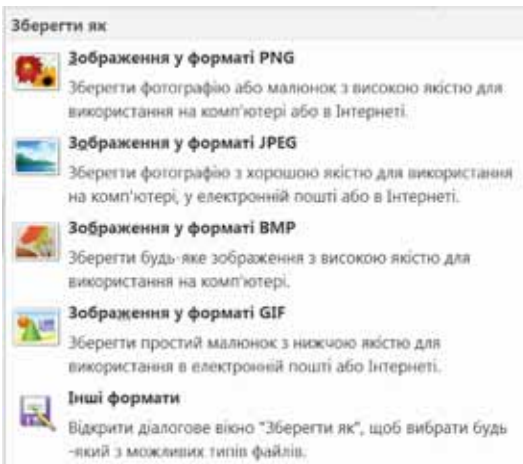 Зберегти як
Зображення у форматі PNG
Зберегти фотографію або малюнок з високою якістю для
використання на комп'ютері або в Інтернеті.
Зображення у форматі JPEG
Зберегти фотографію з хорошою якістю для використання
на комп'ютері, у електронній пошті або в Інтернеті.
Зображення у форматі BMP
Зберегти будь-яке зображення з високою якістю для
використання на комп'ютері.
Зображення у форматі GIF
Зберегти простий малюнок з нижчою якістю для
використання в електронній пошті або Інтернеті.
Інші формати
Відкрити діалогове вікно "Зберегти як", щоб вибрати будь
-який з можливих типів файлів.